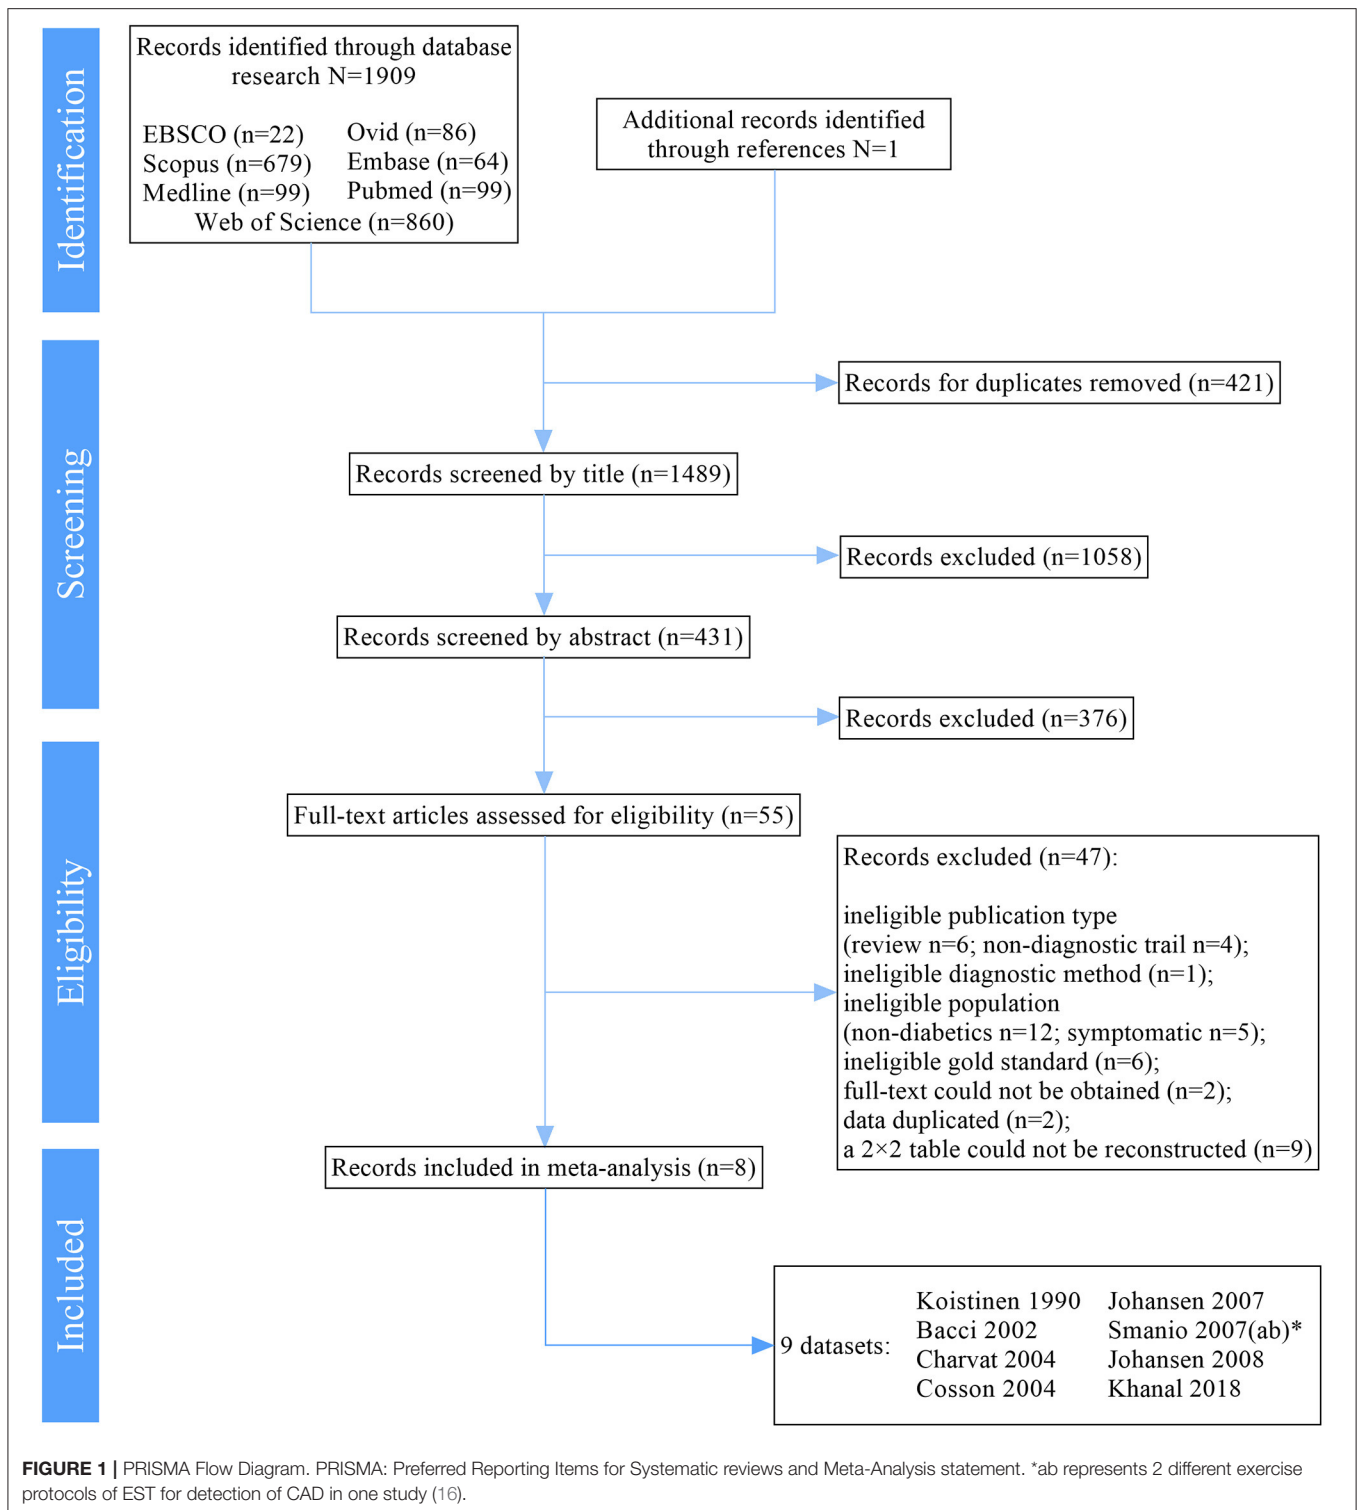 Identification
Records identified through database
research N=1909
EBSCO (n=22)
Ovid (n=86)
Scopus (n=679)
Embase (n=64)
Medline (n=99)
Pubmed (n=99)
Web of Science (n=860)
Additional records identified
through references N=1
Screening
Records for duplicates removed (n=421)
Records screened by title (n=1489)
Records excluded (n=1058)
Records screened by abstract (n=431)
Records excluded (n=376)
Eligibility
Full-text articles assessed for eligibility (n=55)
Records excluded (n=47):
ineligible publication type
(review n=6; non-diagnostic trail n=4);
ineligible diagnostic method (n=1);
ineligible population
(non-diabetics n=12; symptomatic n=5);
ineligible gold standard (n=6);
full-text could not be obtained (n=2);
data duplicated (n=2);
a 2×2 table could not be reconstructed (n=9)
Included
Records included in meta-analysis (n=8)
9 datasets:
Koistinen 1990
Johansen 2007
Bacci 2002
Smanio 2007(ab)*
Charvat 2004
Johansen 2008
Cosson 2004
Khanal 2018
FIGURE 1 | PRISMA Flow Diagram. PRISMA: Preferred Reporting Items for Systematic reviews and Meta-Analysis statement. *ab represents 2 different exercise
protocols of EST for detection of CAD in one study (16).